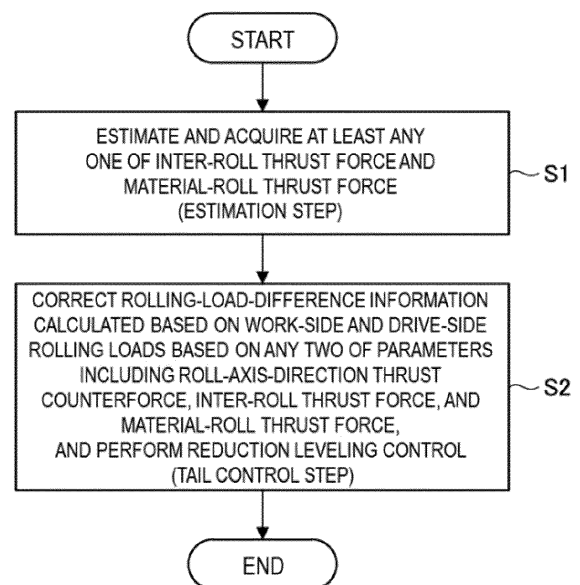 START
ESTIMATE AND ACQUIRE AT LEAST ANY
ONE OF INTER-ROLL THRUST FORCE AND
MATERIAL-ROLL THRUST FORCE
(ESTIMATION STEP)
S1
CORRECT ROLLING-LOAD-DIFFERENCE INFORMATION
CALCULATED BASED ON WORK-SIDE AND DRIVE-SIDE
ROLLING LOADS BASED ON ANY TWO OF PARAMETERS
INCLUDING ROLL-AXIS-DIRECTION THRUST
COUNTERFORCE, INTER-ROLL THRUST FORCE, AND
MATERIAL-ROLL THRUST FORCE,
AND PERFORM REDUCTION LEVELING CONTROL
(TAIL CONTROL STEP)
S2
END